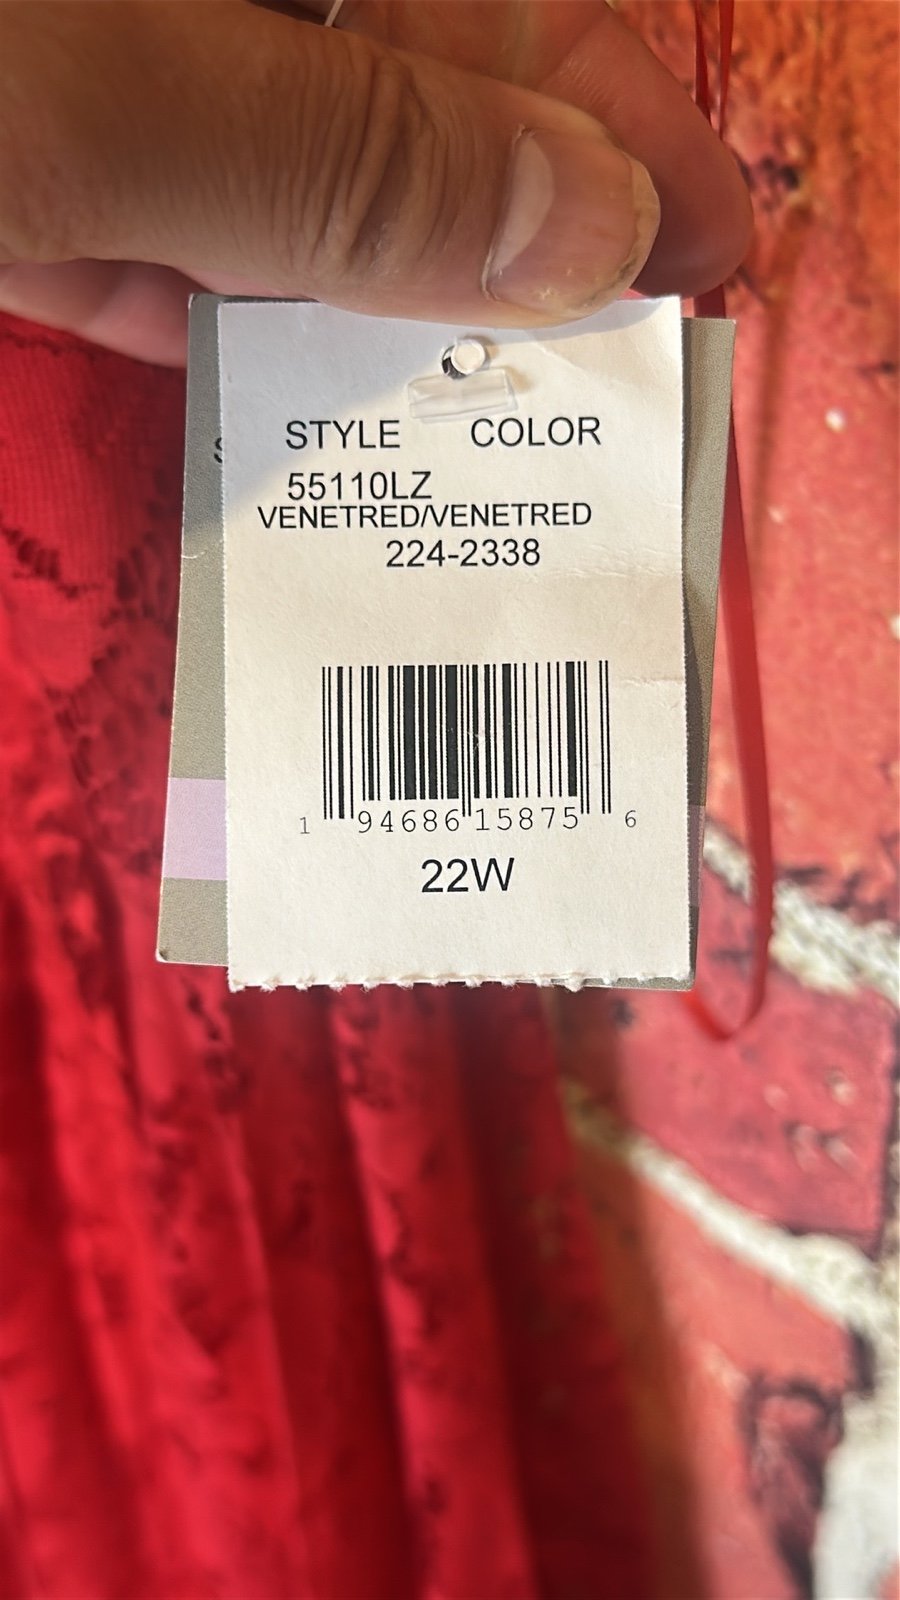 STYLE COLOR
55110LZ
VENETRED/VENETRED
224-2338
1 94686 15875 6
22W